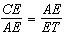 CE/AE = AE/ET